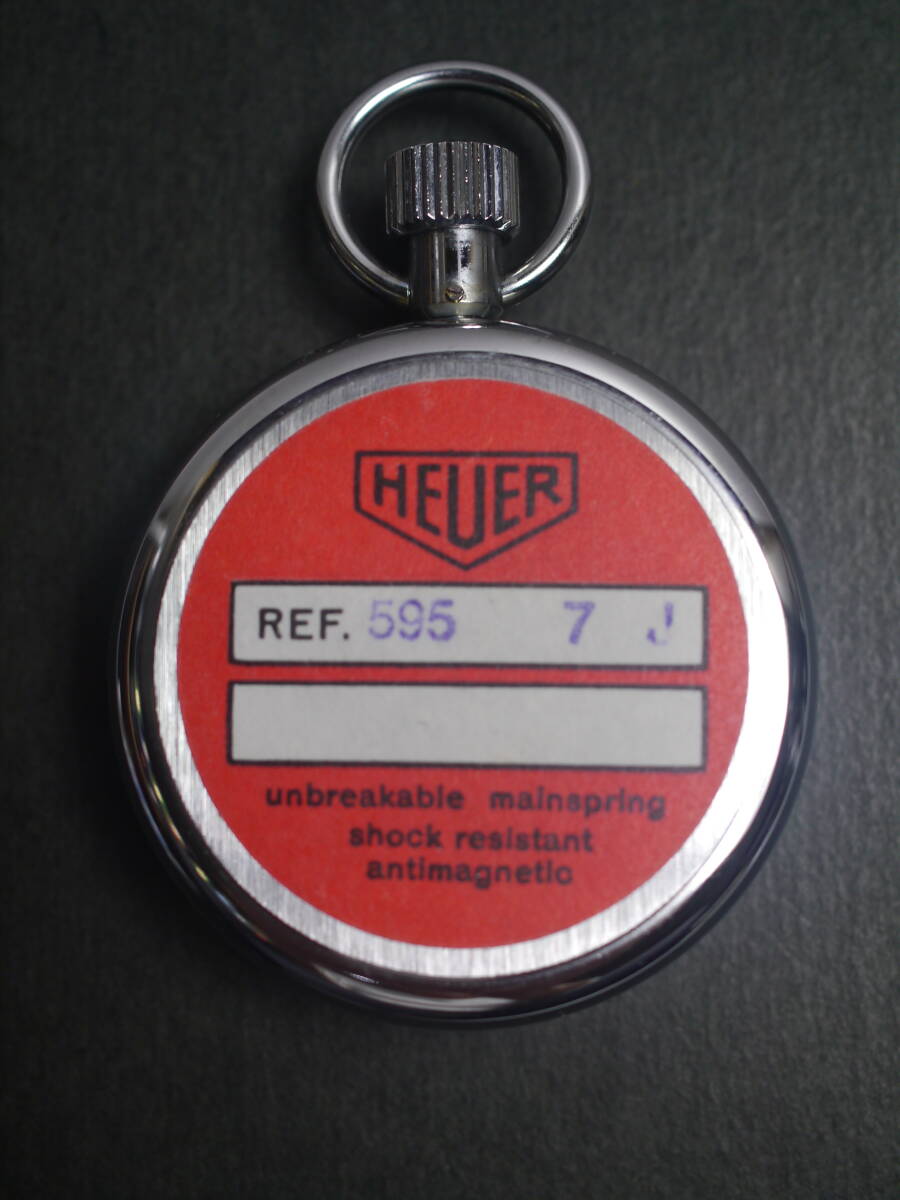 HEUER
REF. 595 7 J
unbreakable mainspring
shock resistant
antimagnetic